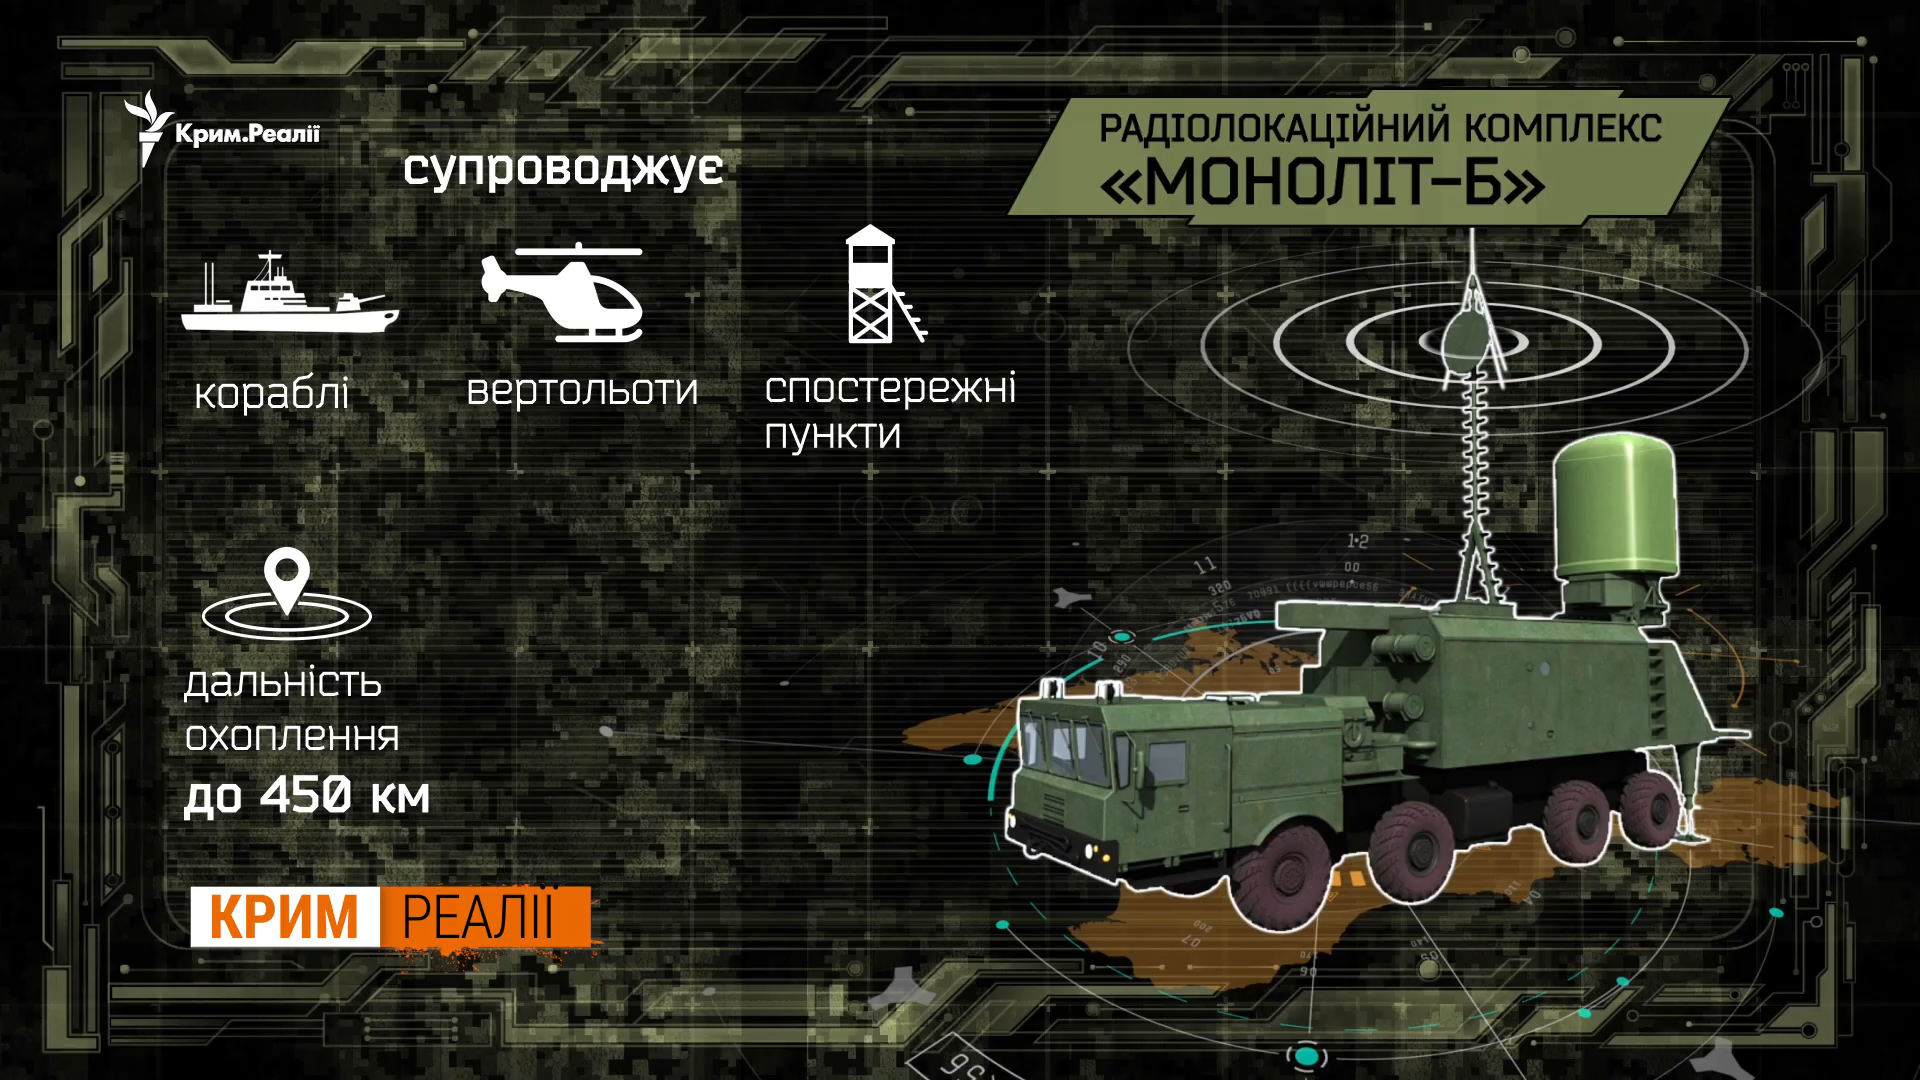 Крим.Реалії
супроводжує
РАДІОЛОКАЦІЙНИЙ КОМПЛЕКС
«МОНОЛІТ-Б»
кораблі
вертольоти
спостережні
пункти
дальність
охоплення
до 450 км
КРИМ РЕАЛІЇ